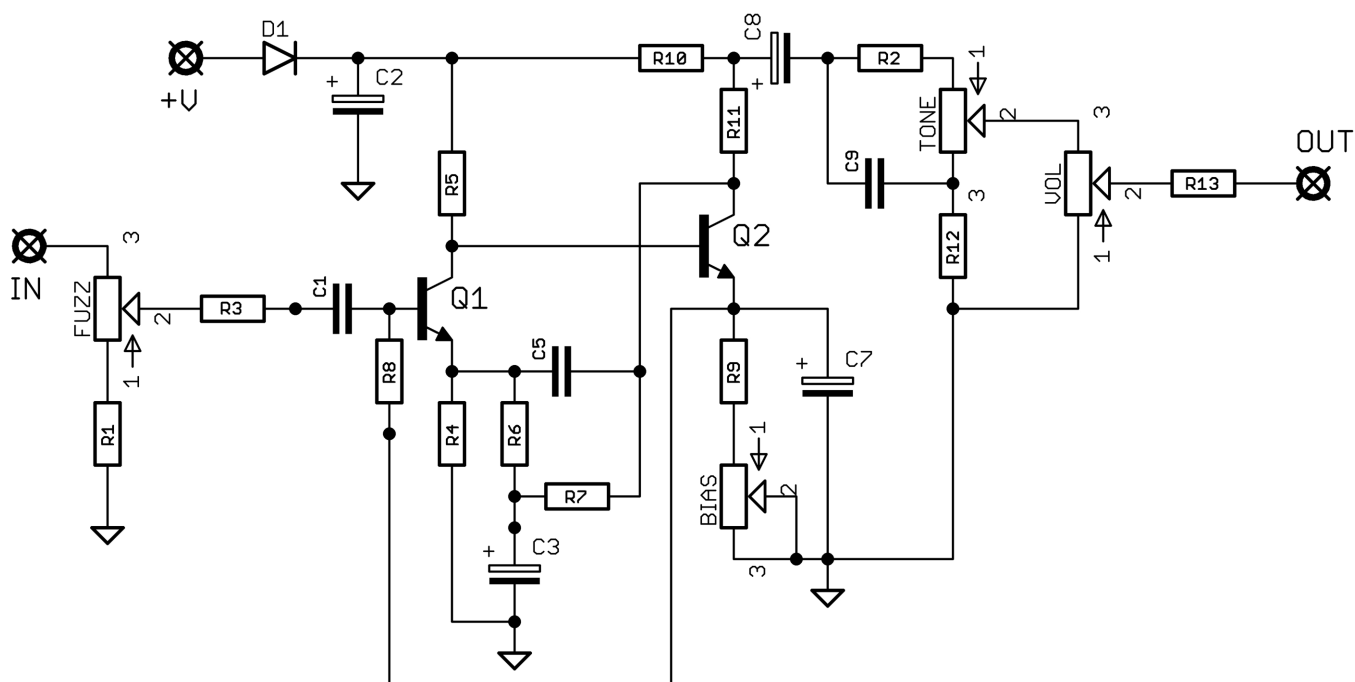 D1
C8
R10
R2
1
+
C2
+
+V
R11
TONE
2
3
OUT
R5
C9
VOL
R13
2
3
3
Q2
R12
1
IN
C1
Q1
FUZZ
R3
2
1
R8
C5
R9
+
C7
R1
R4
R6
1
R7
BIAS
2
+
C3
3